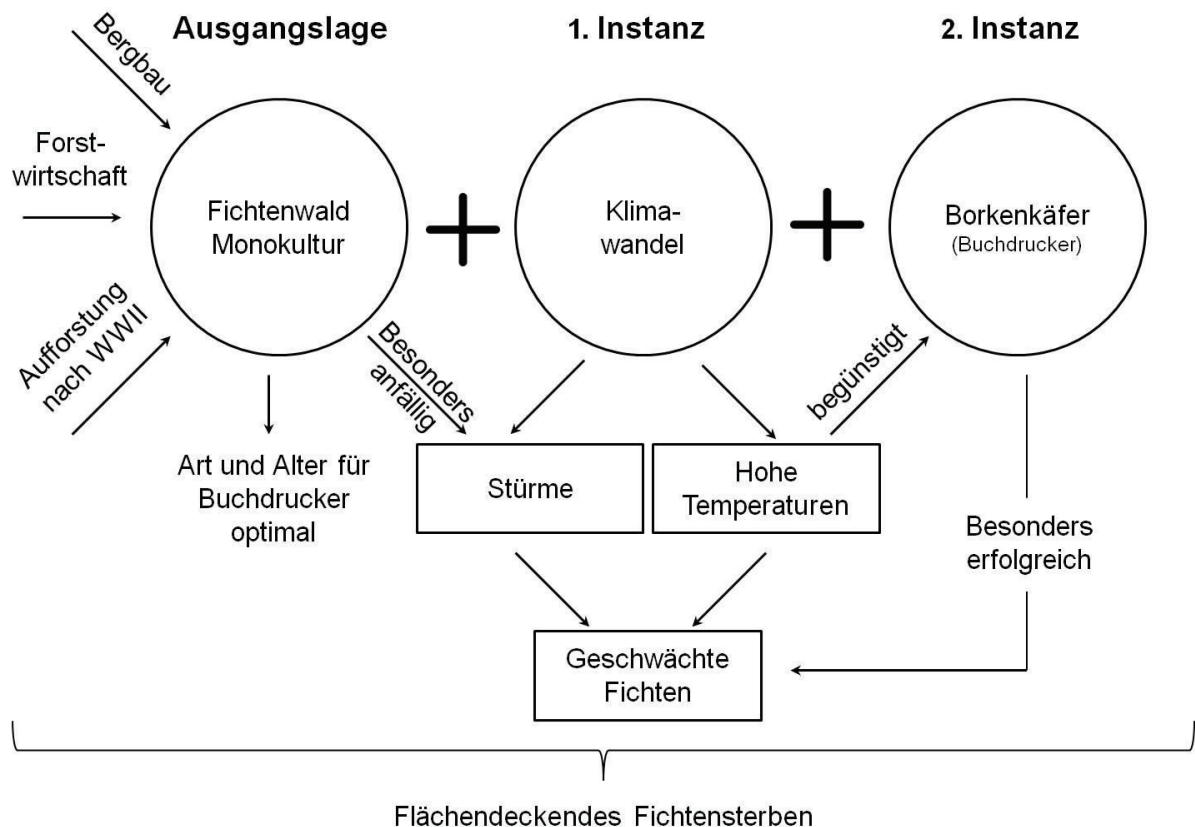 Ausgangslage
1. Instanz
2. Instanz
Bergbau
Forst-
wirtschaft
Aufforstung
nach WWII
Fichtenwald
Monokultur
Klima-
wandel
Borkenkäfer
(Buchdrucker)
Besonders
anfällig
begünstigt
Art und Alter für
Buchdrucker
optimal
Stürme
Hohe
Temperaturen
Besonders
erfolgreich
Geschwächte
Fichten
Flächendeckendes Fichtensterben